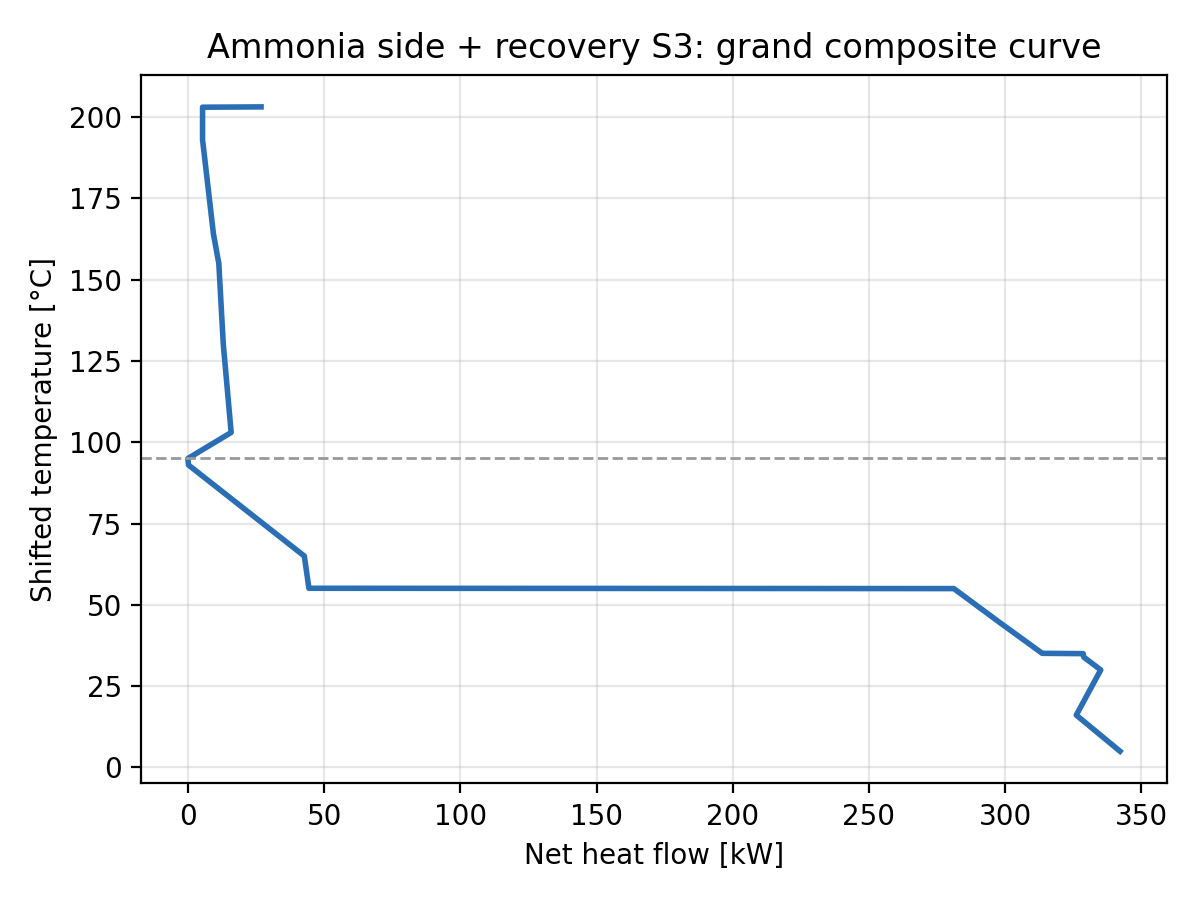 Ammonia side + recovery S3: grand composite curve
Shifted temperature [°C]
200
175
150
125
100
75
50
25
0
0 50 100 150 200 250 300 350
Net heat flow [kW]